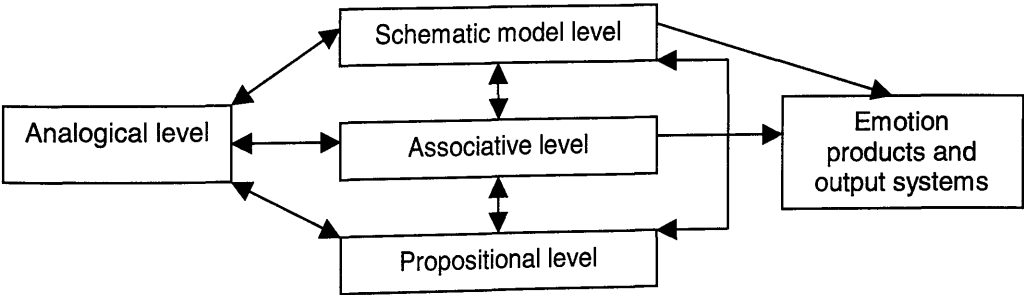 Schematic model level
Analogical level
Associative level
Emotion
products and
output systems
Propositional level